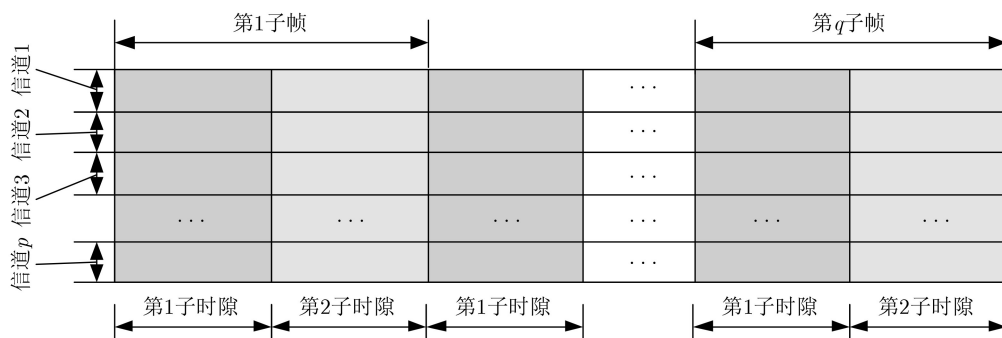 第1子帧
第q子帧
信道1
信道2
信道3
信道p
···
···
···
···
··· ··· ··· ··· ··· ···
···
第1子时隙 第2子时隙 第1子时隙 第1子时隙 第2子时隙